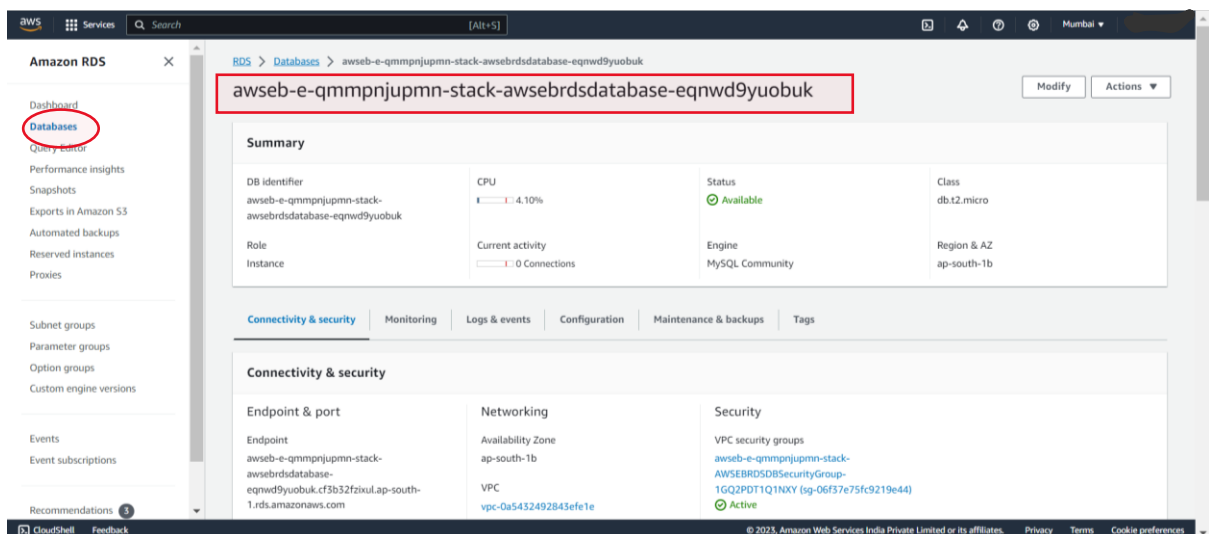 aws
Services
Search
[Alt+S]
Mumbai
Amazon RDS
Dashboard
Databases
Query Editor
Performance insights
Snapshots
Exports in Amazon S3
Automated backups
Reserved instances
Proxies
Subnet groups
Parameter groups
Option groups
Custom engine versions
Events
Event subscriptions
Recommendations 3
RDS > Databases > awseb-e-qmmpnjupmn-stack-awsebrdsdatabase-eqnwd9yuobuk
awseb-e-qmmpnjupmn-stack-awsebrdsdatabase-eqnwd9yuobuk
Modify
Actions
Summary
DB identifier
awseb-e-qmmpnjupmn-stack-
awsebrdsdatabase-eqnwd9yuobuk
CPU
4.10%
Status
Available
Class
db.t2.micro
Role
Instance
Current activity
0 Connections
Engine
MySQL Community
Region & AZ
ap-south-1b
Connectivity & security
Monitoring
Logs & events
Configuration
Maintenance & backups
Tags
Connectivity & security
Endpoint & port
Endpoint
awseb-e-qmmpnjupmn-stack-
awsebrdsdatabase-
eqnwd9yuobuk.cf3b32fzixul.ap-south-
1.rds.amazonaws.com
Networking
Availability Zone
ap-south-1b
VPC
vpc-0a5432492843efe1e
Security
VPC security groups
awseb-e-qmmpnjupmn-stack-
AWSEBRDSDBSecurityGroup-
1GQ2PDT1Q1NXY (sg-06f37e75fc9219e44)
Active
CloudShell
Feedback
© 2023, Amazon Web Services India Private Limited or its affiliates.
Privacy
Terms
Cookie preferences